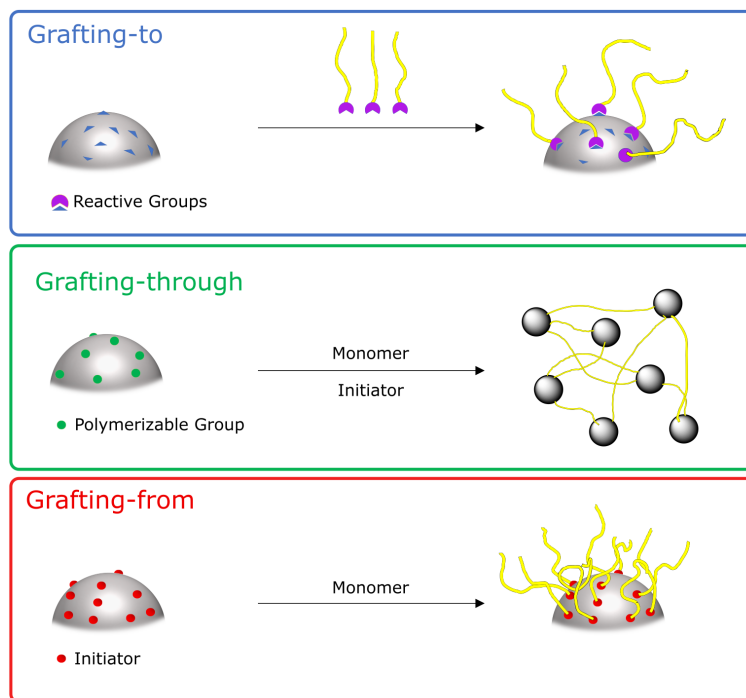 Grafting-to
Reactive Groups
Grafting-through
Monomer
Initiator
Polymerizable Group
Grafting-from
Monomer
Initiator